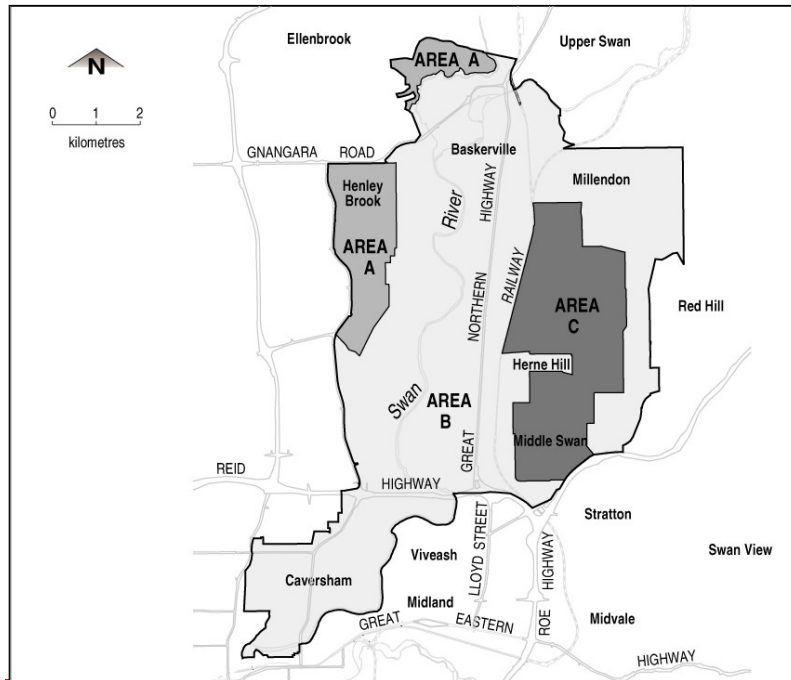 Ellenbrook
AREA A
Upper Swan
N
0 1 2
kilometres
GNANGARA ROAD
Baskerville
Henley
Brook
AREA
A
River
HIGHWAY
Millendon
RAILWAY
NORTHERN
AREA
C
Red Hill
Herne Hill
Swan
AREA
B
GREAT
Middle Swan
REID
HIGHWAY
LLOYD STREET
Stratton
HIGHWAY
Viveash
Swan View
Caversham
Midland
GREAT
EASTERN
ROE
Midvale
HIGHWAY